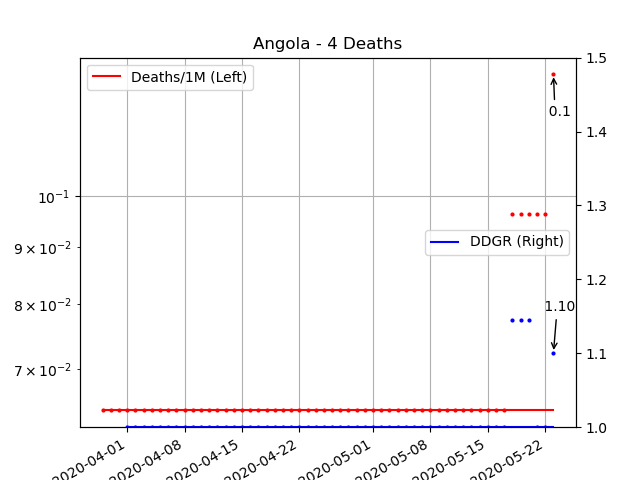 Angola - 4 Deaths
Deaths/1M (Left)
1.5
0.1
1.4
10⁻¹
1.3
9 × 10⁻²
DDGR (Right)
8 × 10⁻²
1.2
1.10
7 × 10⁻²
1.1
1.0
2020-04-01
2020-04-08
2020-04-15
2020-04-22
2020-05-01
2020-05-08
2020-05-15
2020-05-22